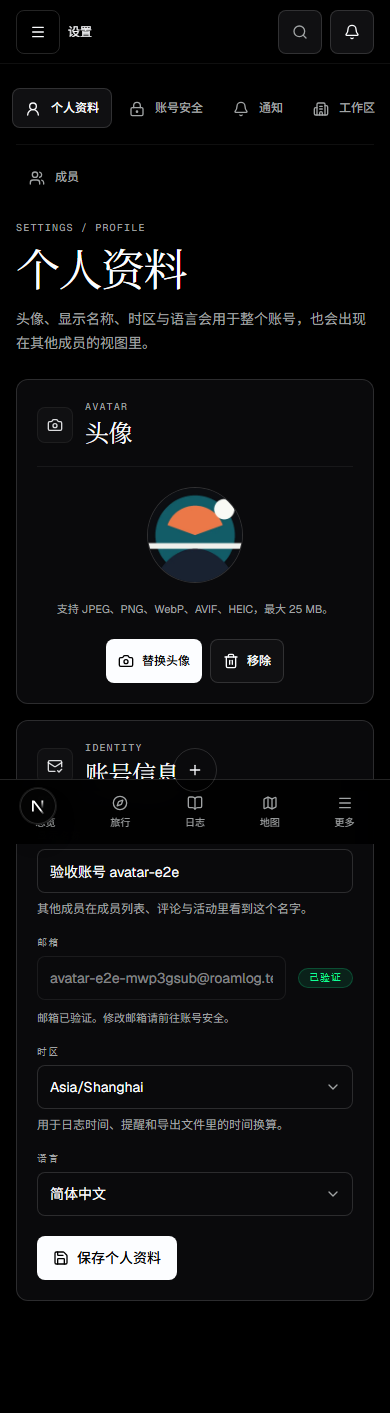 设置
个人资料
账号安全
通知
工作区
成员
SETTINGS / PROFILE
个人资料
头像、显示名称、时区与语言会用于整个账号，也会出现
在其他成员的视图里。
AVATAR
头像
支持 JPEG、PNG、WebP、AVIF、HEIC，最大 25 MB。
替换头像
移除
IDENTITY
账号信息
N
旅行
日志
地图
更多
验收账号 avatar-e2e
其他成员在成员列表、评论与活动里看到这个名字。
邮箱
avatar-e2e-mwp3gsub@roamlog.te
已验证
邮箱已验证。修改邮箱请前往账号安全。
时区
Asia/Shanghai
用于日志时间、提醒和导出文件里的时间换算。
语言
简体中文
保存个人资料